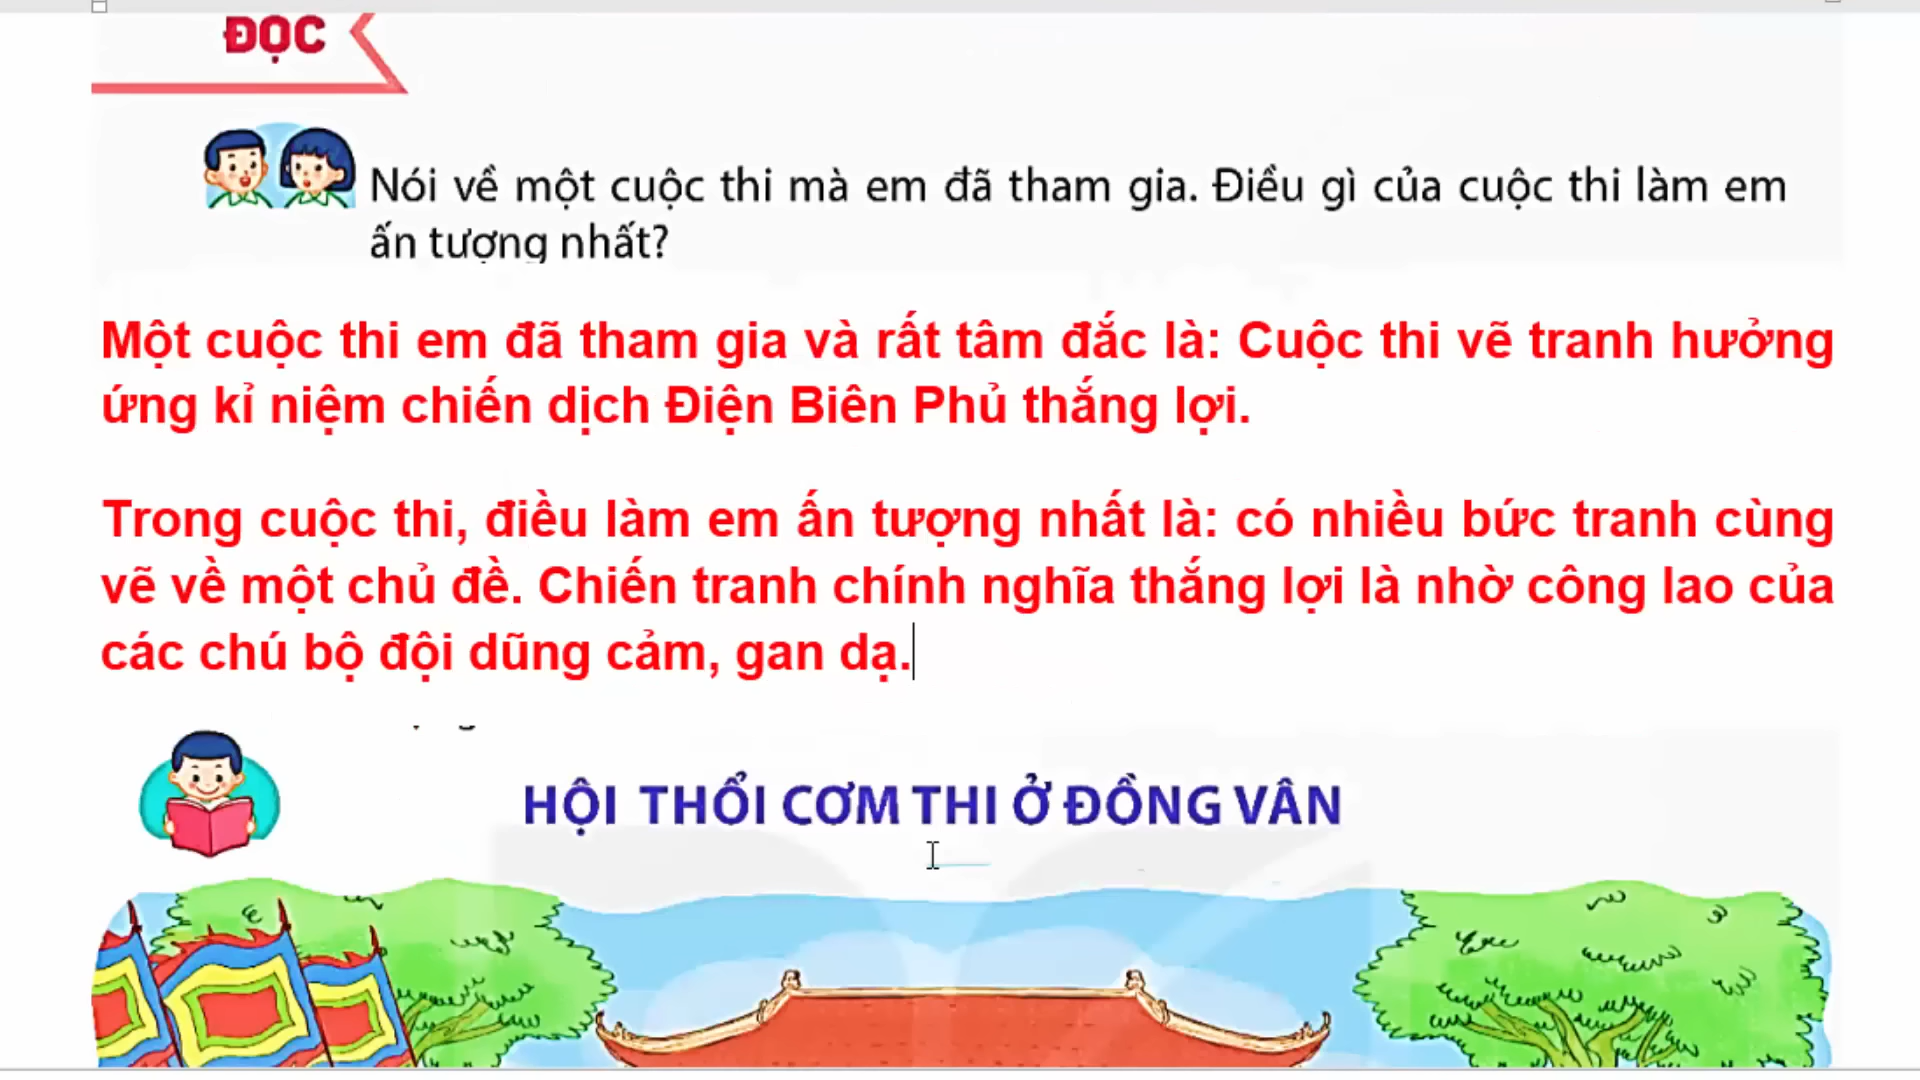 ĐỌC
Nói về một cuộc thi mà em đã tham gia. Điều gì của cuộc thi làm em
ấn tượng nhất?
Một cuộc thi em đã tham gia và rất tâm đắc là: Cuộc thi vẽ tranh hưởng
ứng kỉ niệm chiến dịch Điện Biên Phủ thắng lợi.
Trong cuộc thi, điều làm em ấn tượng nhất là: có nhiều bức tranh cùng
vẽ về một chủ đề. Chiến tranh chính nghĩa thắng lợi là nhờ công lao của
các chú bộ đội dũng cảm, gan dạ.
HỘI THỔI CƠM THI Ở ĐỒNG VÂN